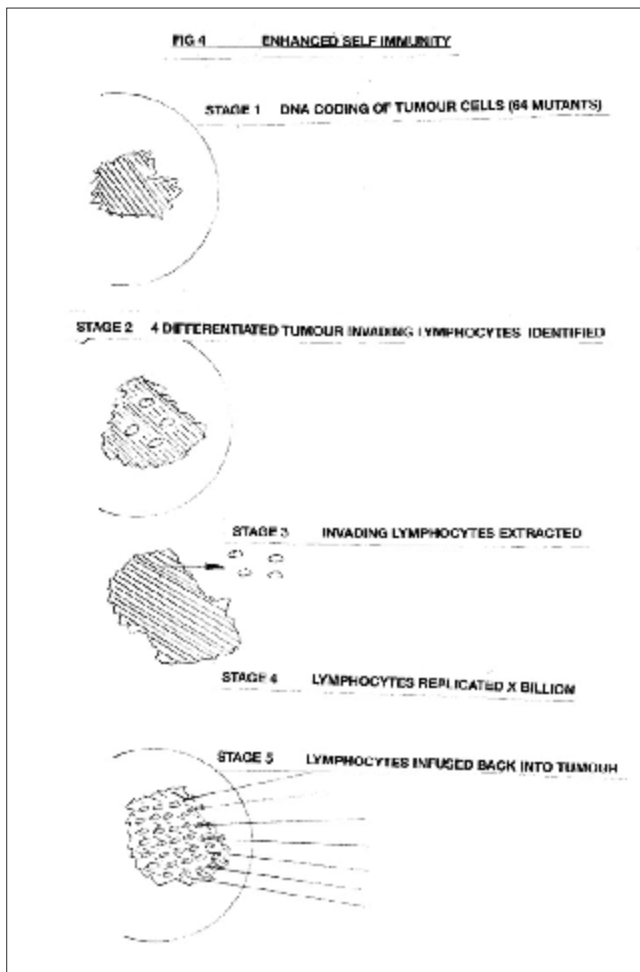 FIG 4 ENHANCED SELF IMMUNITY
STAGE 1 DNA CODING OF TUMOUR CELLS (64 MUTANTS)
STAGE 2 4 DIFFERENTIATED TUMOUR INVADING LYMPHOCYTES IDENTIFIED
STAGE 3 INVADING LYMPHOCYTES EXTRACTED
STAGE 4 LYMPHOCYTES REPLICATED X BILLION
STAGE 5 LYMPHOCYTES INFUSED BACK INTO TUMOUR